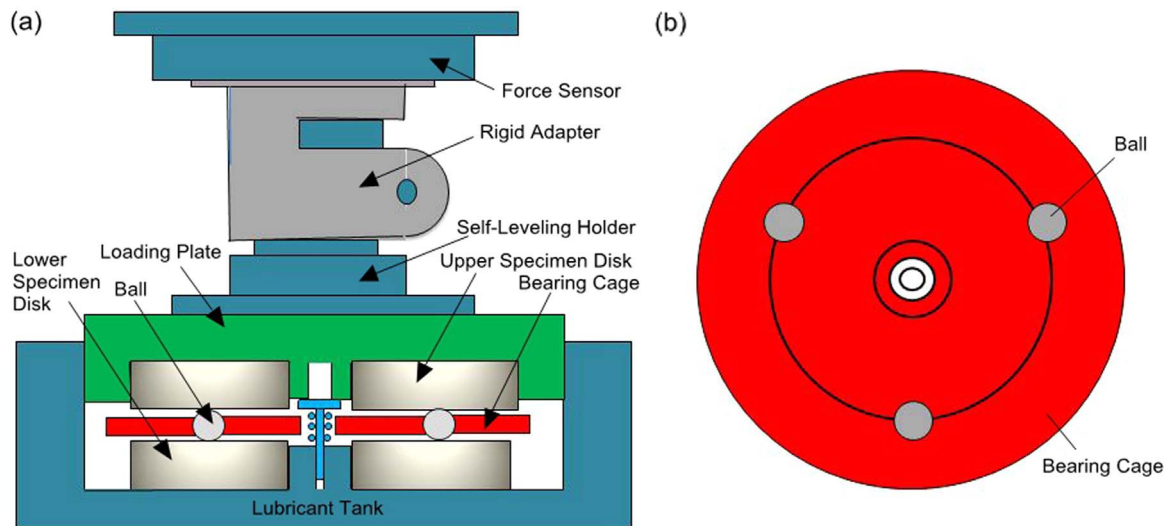 (a)
Force Sensor
Rigid Adapter
Self-Leveling Holder
Loading Plate
Lower
Specimen
Disk
Ball
Upper Specimen Disk
Bearing Cage
Lubricant Tank
(b)
Ball
Bearing Cage